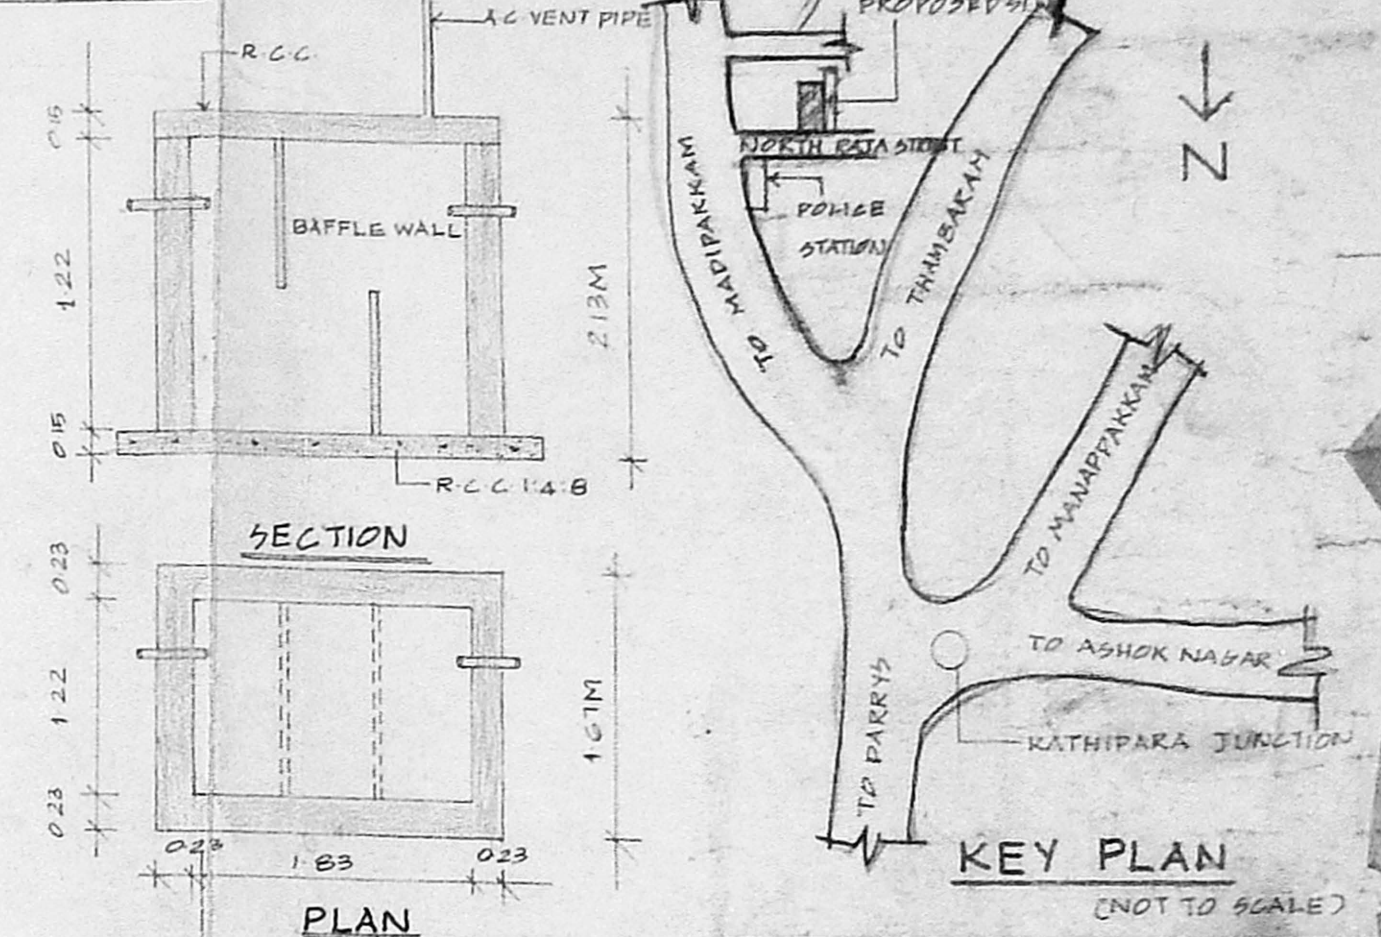 A C VENT PIPE
R.C.C.
0.15
1.22
BAFFLE WALL
2.13M
0.15
R.C.C 1:4:8
SECTION
0.23
1.22
1.67M
0.23
0.23
1.83
0.23
PLAN
PROPOSED
NORTH RAJA STREET
POLICE
STATION
TO MADIPAKKAM
TO THAMBARAM
N
TO MANAPPAKKAM
TO ASHOK NAGAR
TO PARRYS
KATHIPARA JUNCTION
KEY PLAN
(NOT TO SCALE)